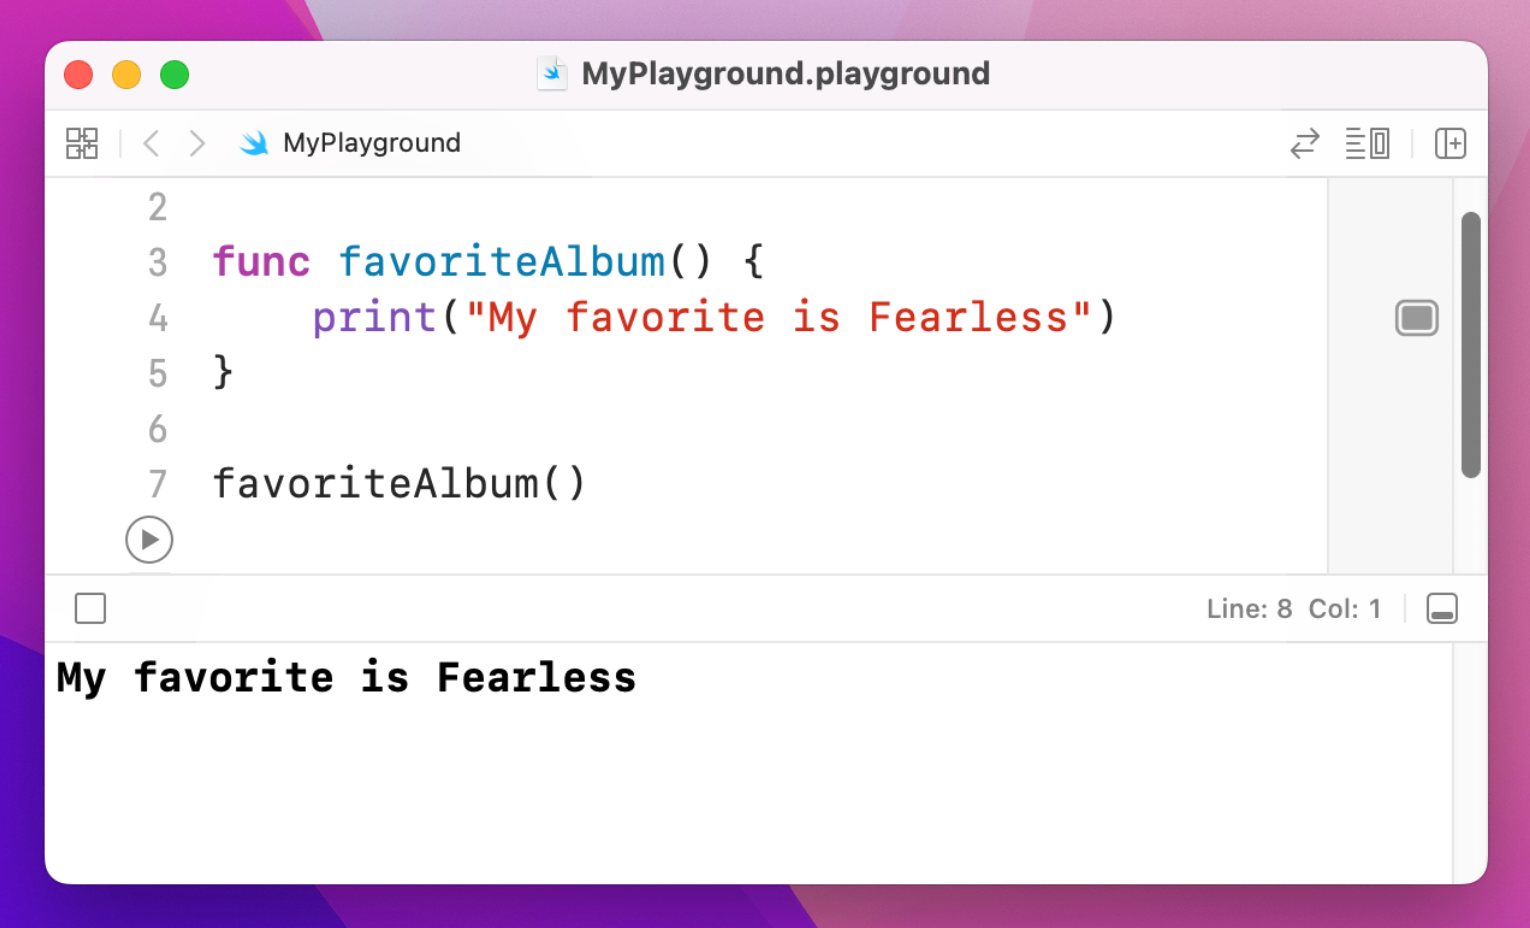 MyPlayground.playground
MyPlayground
2
3 func favoriteAlbum() {
4     print("My favorite is Fearless")
5 }
6
7 favoriteAlbum()
Line: 8 Col: 1
My favorite is Fearless